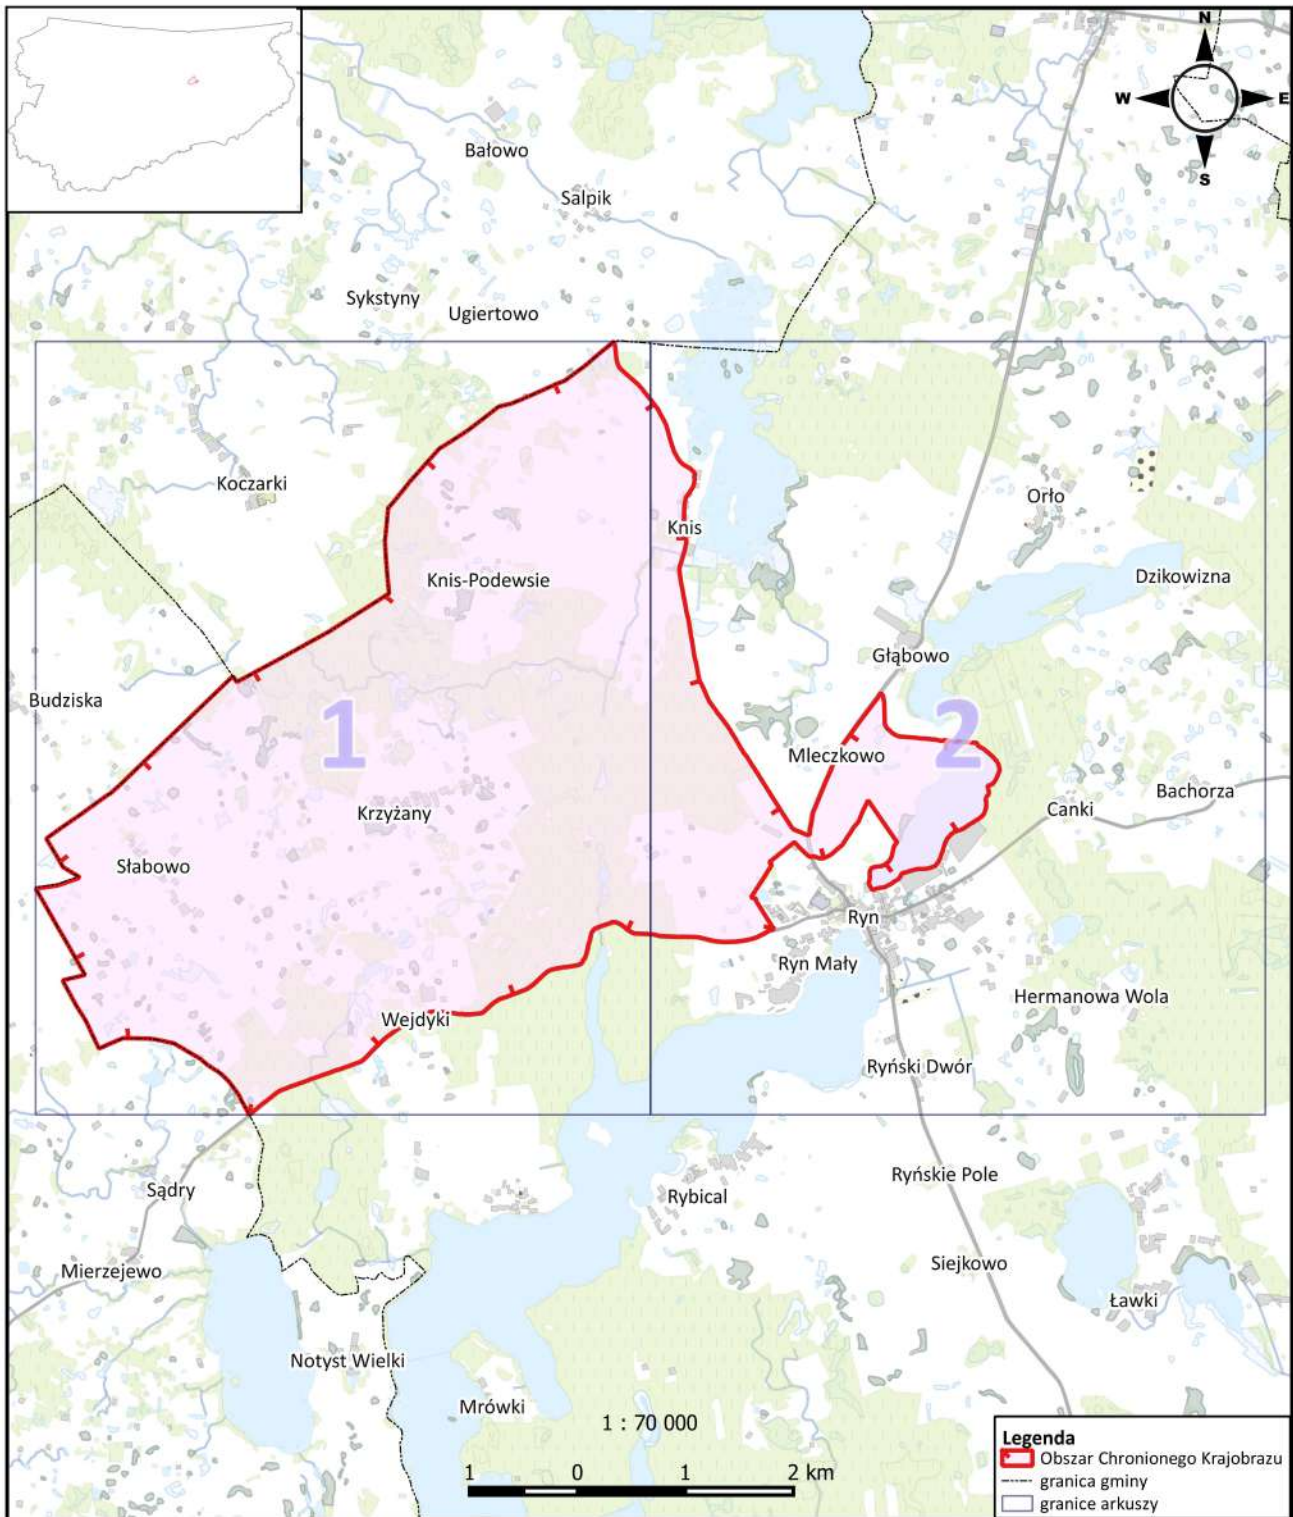 N
W
E
S
Bałowo
Salpik
Sykstyny
Ugiertowo
Koczarki
Knis
Orło
Knis-Podewsie
Dzikowizna
Głąbowo
Budziska
1
2
Mleczkowo
Bachorza
Krzyżany
Canki
Słabowo
Ryn
Ryn Mały
Hermanowa Wola
Wejdyki
Ryński Dwór
Ryńskie Pole
Sądry
Rybical
Mierzejewo
Siejkowo
Ławki
Notyst Wielki
Mrówki
1 : 70 000
1 0 1 2 km
Legenda
Obszar Chronionego Krajobrazu
granica gminy
granice arkuszy